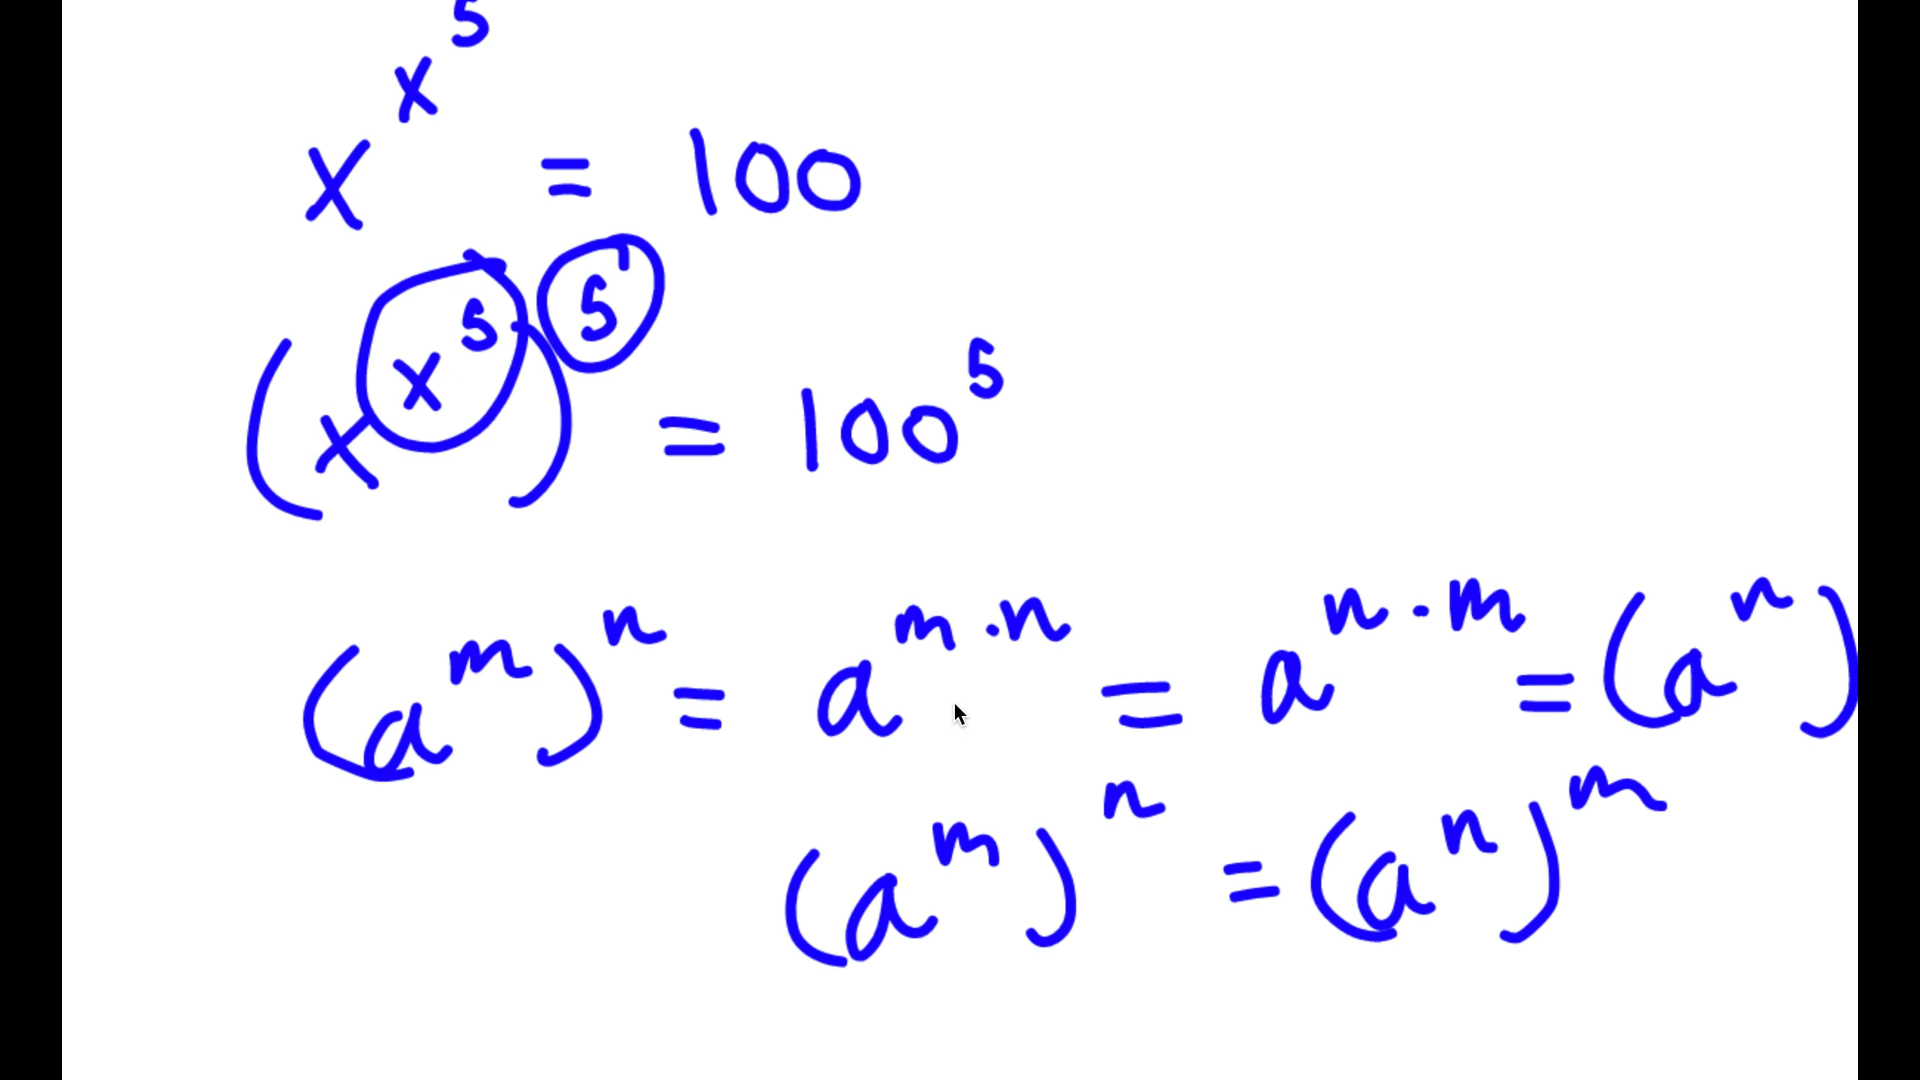 x^{x^5} = 100
(x^{x^5})^5 = 100^5
(a^m)^n = a^{m·n} = a^{n·m} = (a^n)
(a^m)^n = (a^n)^m